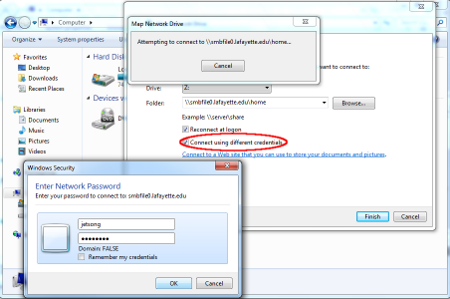 Computer
Organize
System properties
Favorites
Desktop
Downloads
Recent Places
Libraries
Documents
Music
Pictures
Videos
Hard Disk
Devices w
Map Network Drive
Attempting to connect to \\smbfile0.lafayette.edu\home...
Cancel
want to connect to:
Drive:
Z:
Folder:
\\smbfile0.lafayette.edu\home
Browse...
Example: \\server\share
Reconnect at logon
Connect using different credentials
Connect to a Web site that you can use to store your documents and pictures.
Finish
Cancel
Windows Security
Enter Network Password
Enter your password to connect to: smbfile0.lafayette.edu
jetsong
••••••••
Domain: FALSE
Remember my credentials
OK
Cancel